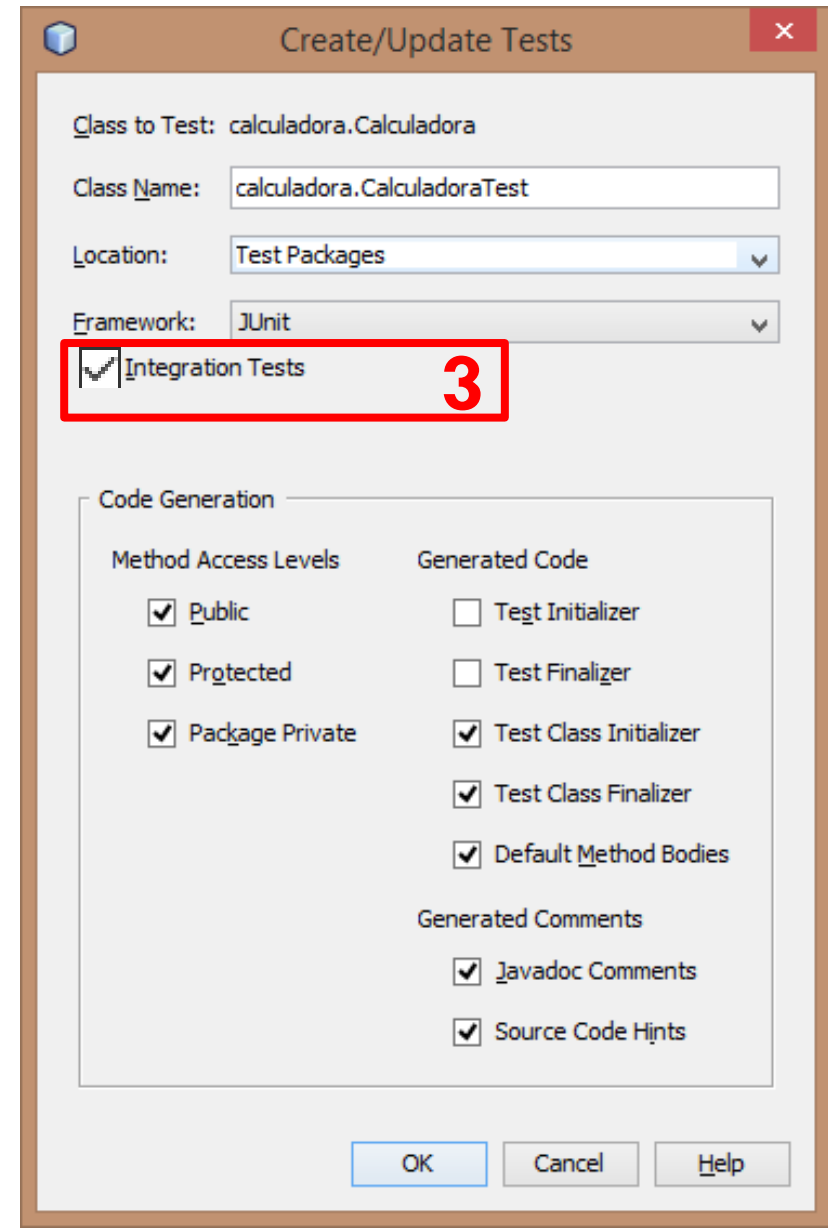 Create/Update Tests
Class to Test: calculadora.Calculadora
Class Name: calculadora.CalculadoraTest
Location: Test Packages
Framework: JUnit
Integration Tests 3
Code Generation
Method Access Levels Generated Code
Public Test Initializer
Protected Test Finalizer
Package Private Test Class Initializer
Test Class Finalizer
Default Method Bodies
Generated Comments
Javadoc Comments
Source Code Hints
OK Cancel Help